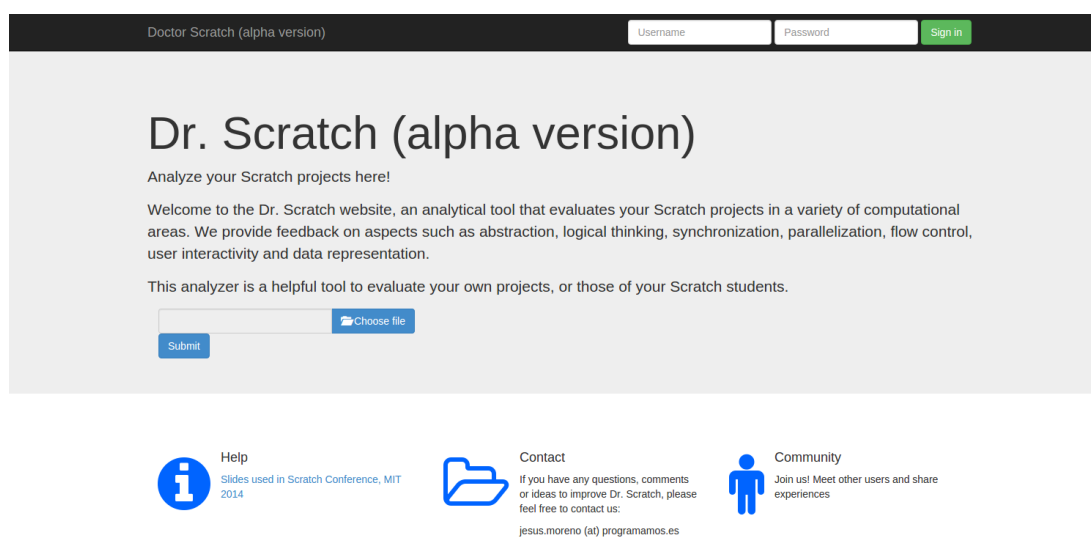 Doctor Scratch (alpha version)
Username
Password
Sign in
Dr. Scratch (alpha version)
Analyze your Scratch projects here!
Welcome to the Dr. Scratch website, an analytical tool that evaluates your Scratch projects in a variety of computational
areas. We provide feedback on aspects such as abstraction, logical thinking, synchronization, parallelization, flow control,
user interactivity and data representation.
This analyzer is a helpful tool to evaluate your own projects, or those of your Scratch students.
Choose file
Submit
Help
Slides used in Scratch Conference, MIT
2014
Contact
If you have any questions, comments
or ideas to improve Dr. Scratch, please
feel free to contact us:
jesus.moreno (at) programamos.es
Community
Join us! Meet other users and share
experiences